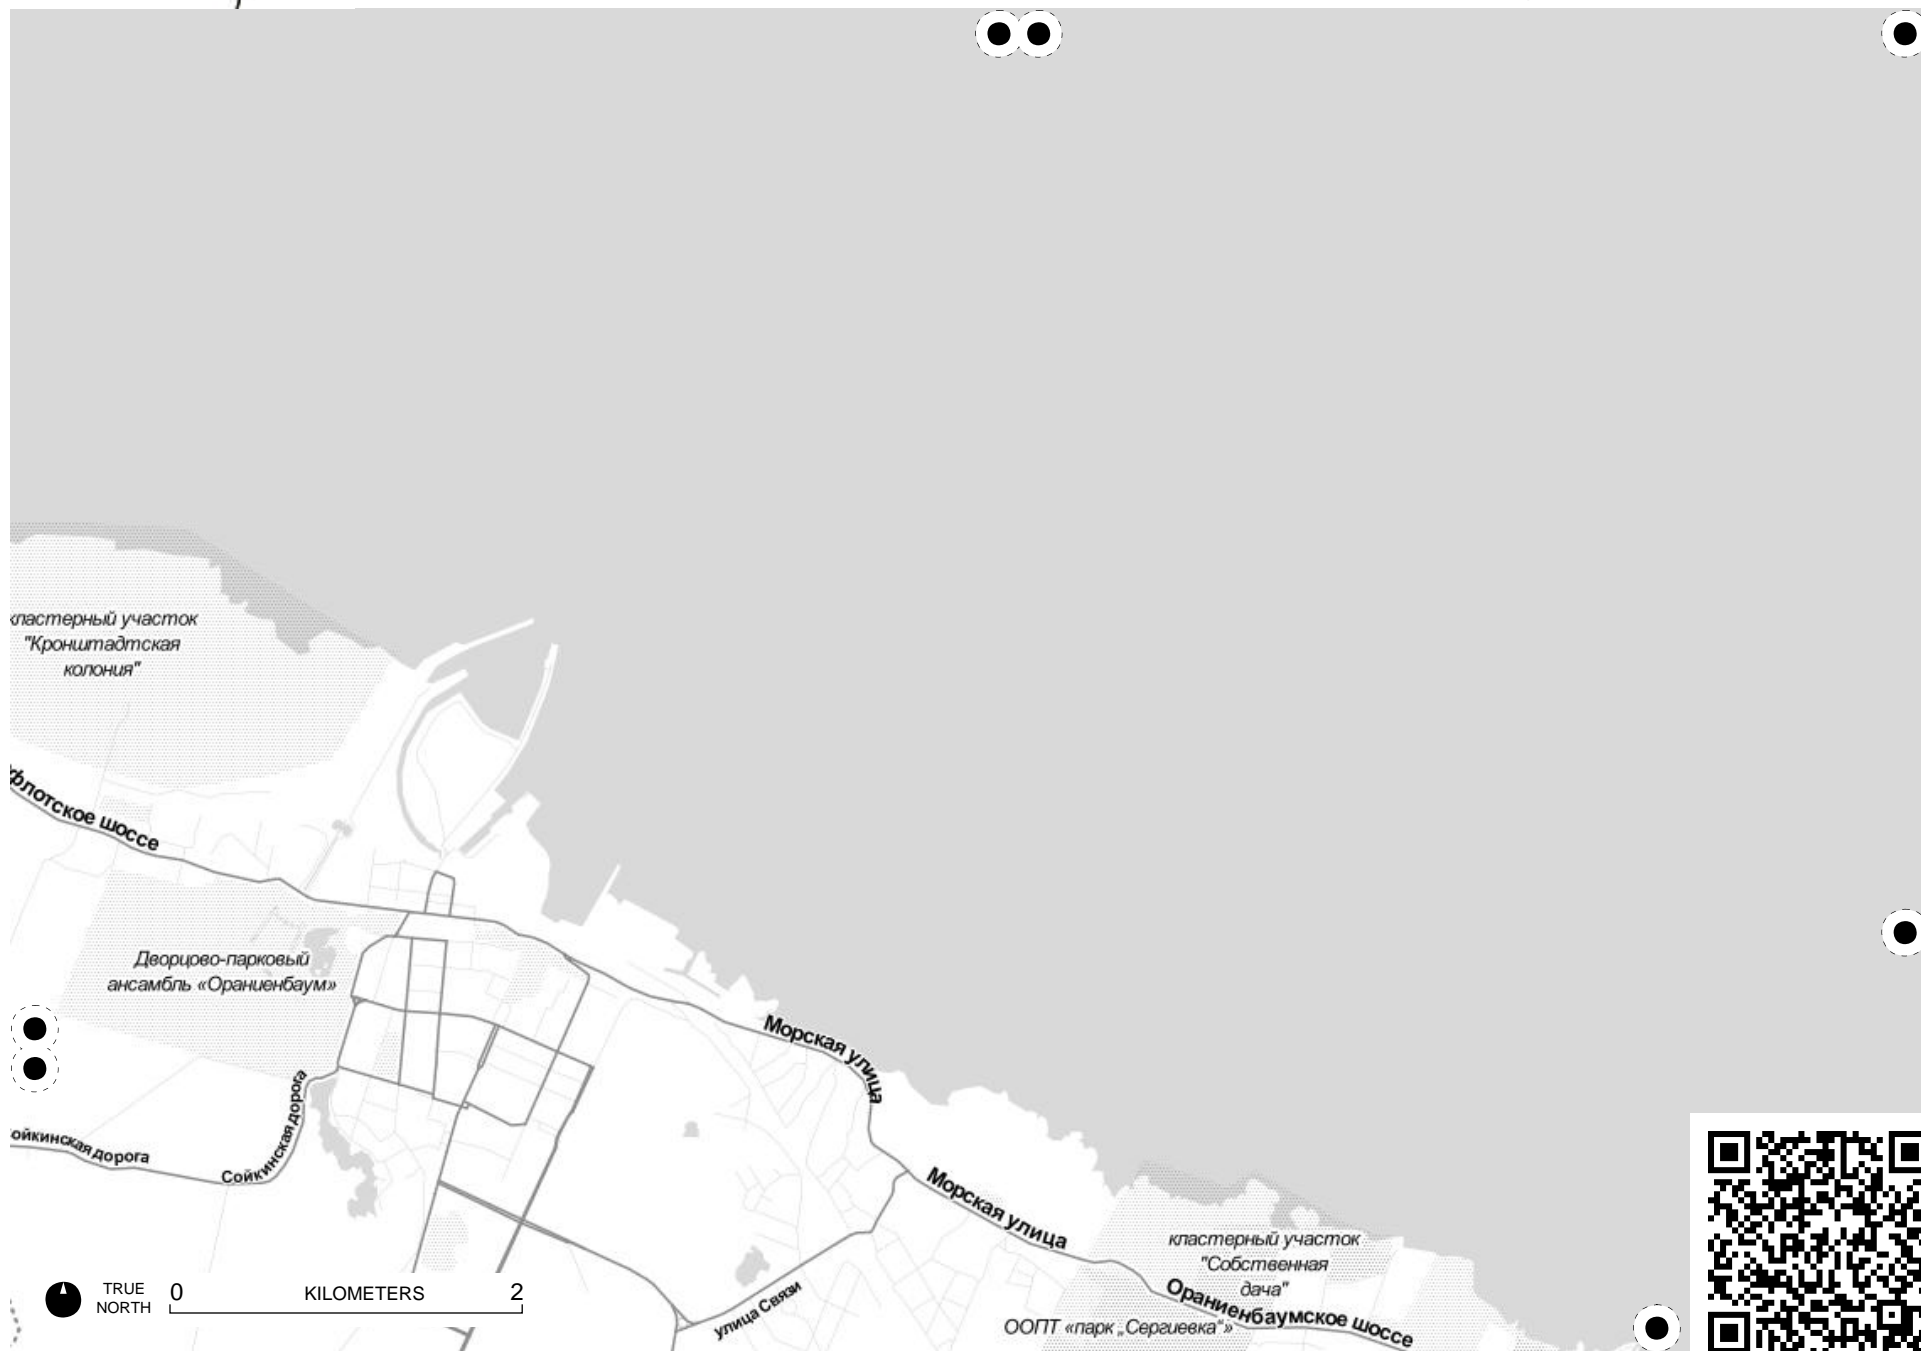 кластерный участок
"Кронштадтская
колония"
флотское шоссе
Дворцово-парковый
ансамбль «Ораниенбаум»
Морская улица
Сойкинская дорога
ойкинская дорога
Морская улица
кластерный участок
"Собственная
дача"
Ораниенбаумское шоссе
ООПТ «парк „Сергиевка“»
улица Связи
TRUE
NORTH
0 KILOMETERS 2